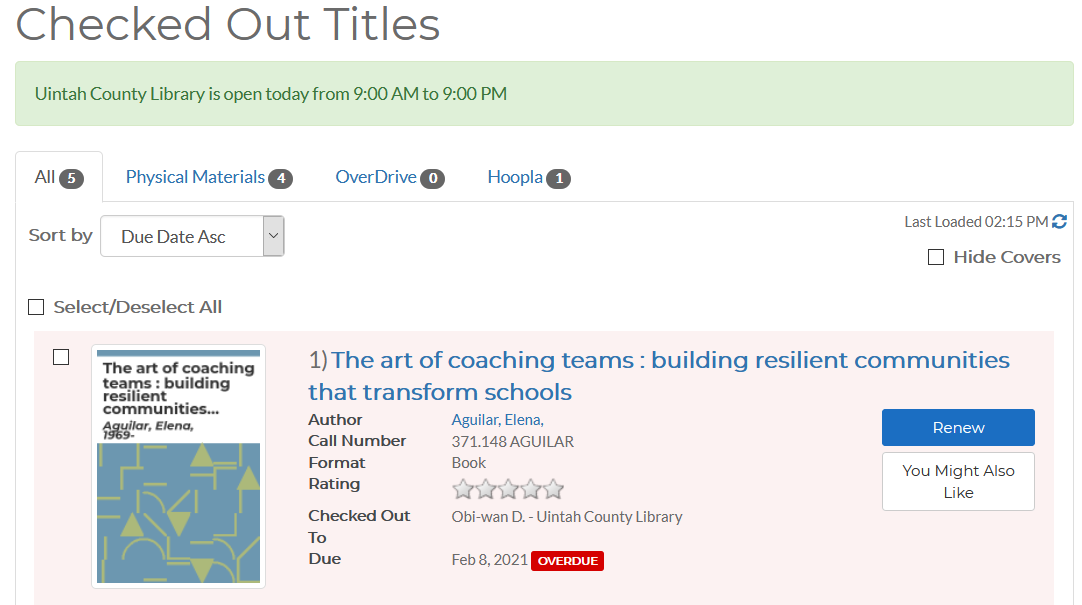 Checked Out Titles
Uintah County Library is open today from 9:00 AM to 9:00 PM
All 5 Physical Materials 4 OverDrive 0 Hoopla 1
Sort by Due Date Asc
Last Loaded 02:15 PM
Hide Covers
Select/Deselect All
The art of coaching
teams : building
resilient
communities...
Aguilar, Elena,
1969-
1) The art of coaching teams : building resilient communities
that transform schools
Author Aguilar, Elena,
Call Number 371.148 AGUILAR
Format Book
Rating
Checked Out To Obi-wan D. - Uintah County Library
Due Feb 8, 2021 OVERDUE
Renew
You Might Also
Like